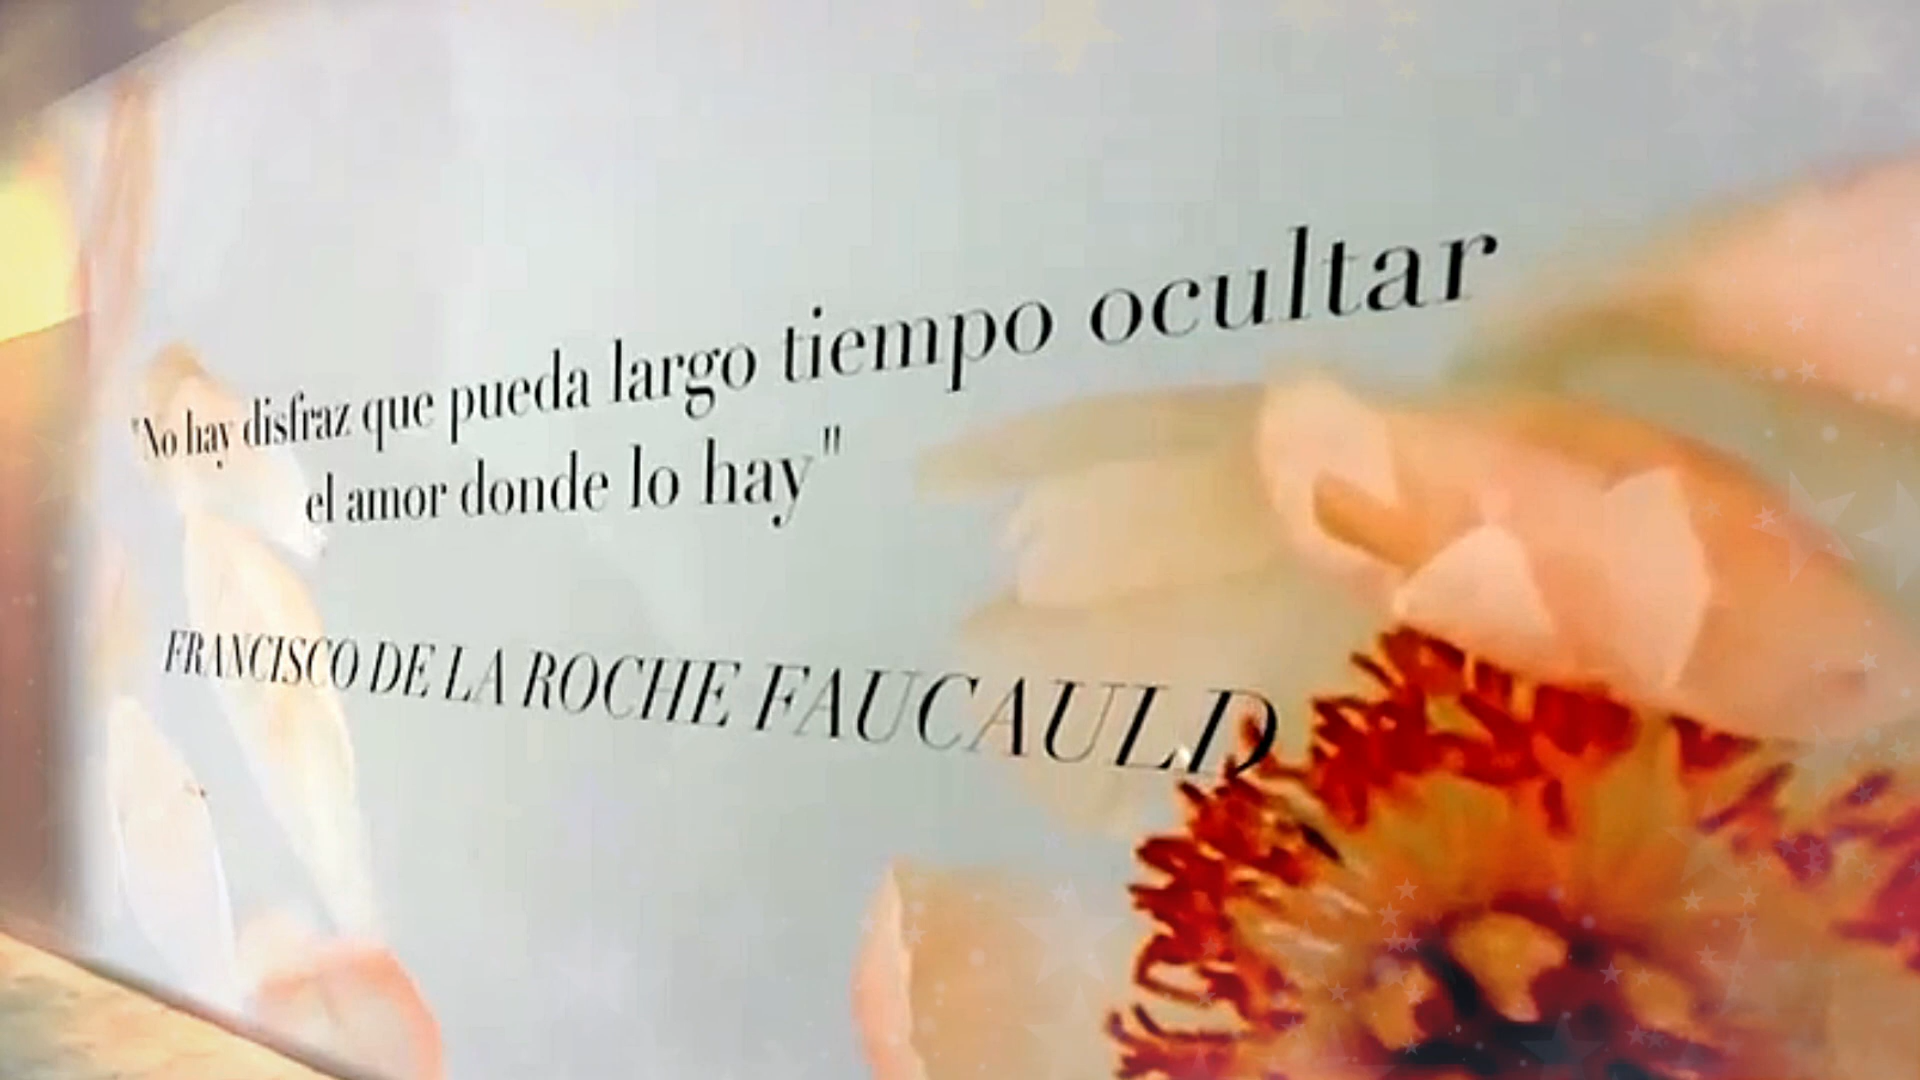 "No hay disfraz que pueda largo tiempo ocultar
el amor donde lo hay"
FRANCISCO DE LA ROCHE FAUCAULD